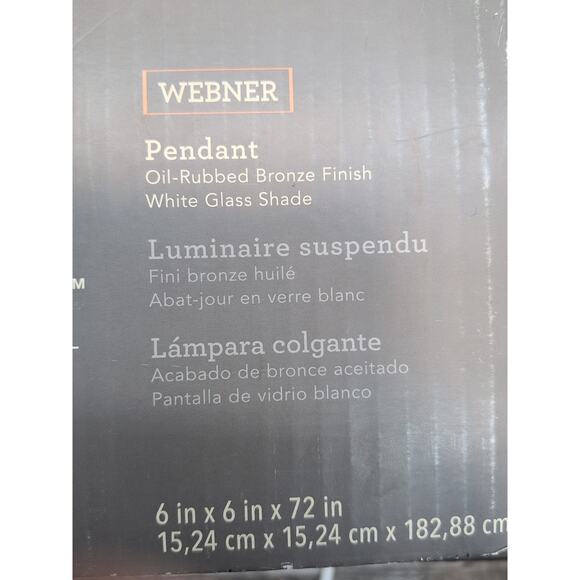 WEBNER
Pendant
Oil-Rubbed Bronze Finish
White Glass Shade
Luminaire suspendu
Fini bronze huilé
Abat-jour en verre blanc
M
Lámpara colgante
Acabado de bronce aceitado
Pantalla de vidrio blanco
6 in x 6 in x 72 in
15,24 cm x 15,24 cm x 182,88 cm